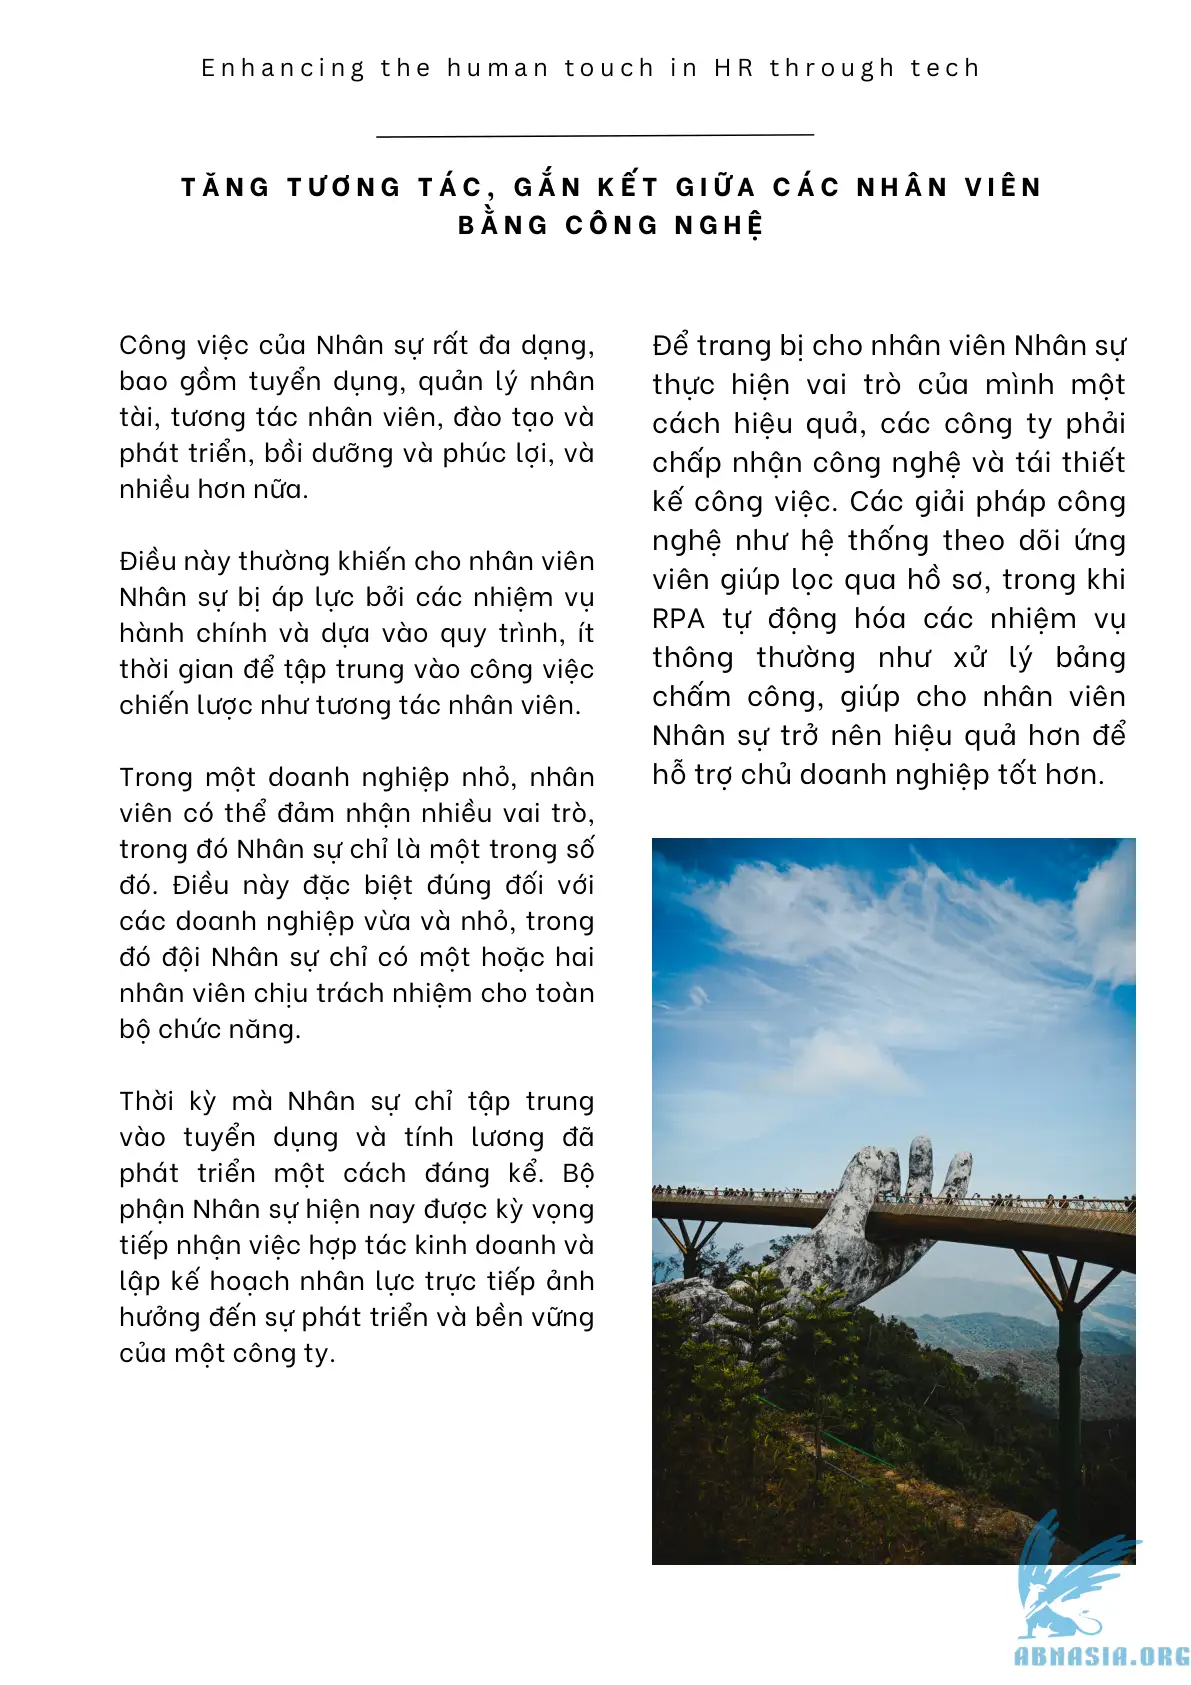 Enhancing the human touch in HR through tech
TĂNG TƯƠNG TÁC, GẮN KẾT GIỮA CÁC NHÂN VIÊN
BẰNG CÔNG NGHỆ
Công việc của Nhân sự rất đa dạng,
bao gồm tuyển dụng, quản lý nhân
tài, tương tác nhân viên, đào tạo và
phát triển, bồi dưỡng và phúc lợi, và
nhiều hơn nữa.
Điều này thường khiến cho nhân viên
Nhân sự bị áp lực bởi các nhiệm vụ
hành chính và dựa vào quy trình, ít
thời gian để tập trung vào công việc
chiến lược như tương tác nhân viên.
Trong một doanh nghiệp nhỏ, nhân
viên có thể đảm nhận nhiều vai trò,
trong đó Nhân sự chỉ là một trong số
đó. Điều này đặc biệt đúng đối với
các doanh nghiệp vừa và nhỏ, trong
đó đội Nhân sự chỉ có một hoặc hai
nhân viên chịu trách nhiệm cho toàn
bộ chức năng.
Thời kỳ mà Nhân sự chỉ tập trung
vào tuyển dụng và tính lương đã
phát triển một cách đáng kể. Bộ
phận Nhân sự hiện nay được kỳ vọng
tiếp nhận việc hợp tác kinh doanh và
lập kế hoạch nhân lực trực tiếp ảnh
hưởng đến sự phát triển và bền vững
của một công ty.
Để trang bị cho nhân viên Nhân sự
thực hiện vai trò của mình một
cách hiệu quả, các công ty phải
chấp nhận công nghệ và tái thiết
kế công việc. Các giải pháp công
nghệ như hệ thống theo dõi ứng
viên giúp lọc qua hồ sơ, trong khi
RPA tự động hóa các nhiệm vụ
thông thường như xử lý bảng
chấm công, giúp cho nhân viên
Nhân sự trở nên hiệu quả hơn để
hỗ trợ chủ doanh nghiệp tốt hơn.
ABNASIA.ORG